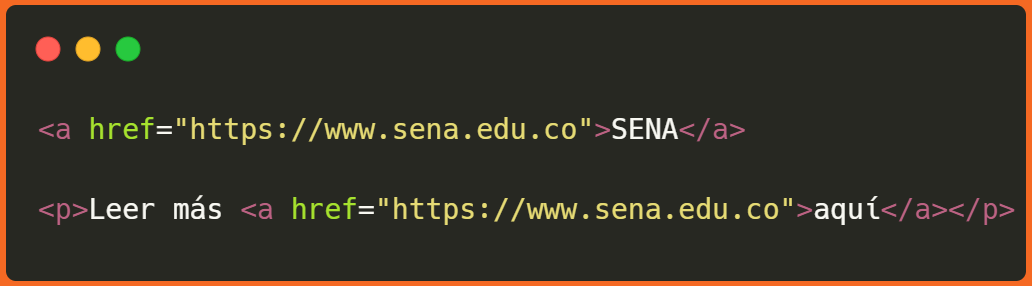 <a href="https://www.sena.edu.co">SENA</a>
<p>Leer más <a href="https://www.sena.edu.co">aquí</a></p>